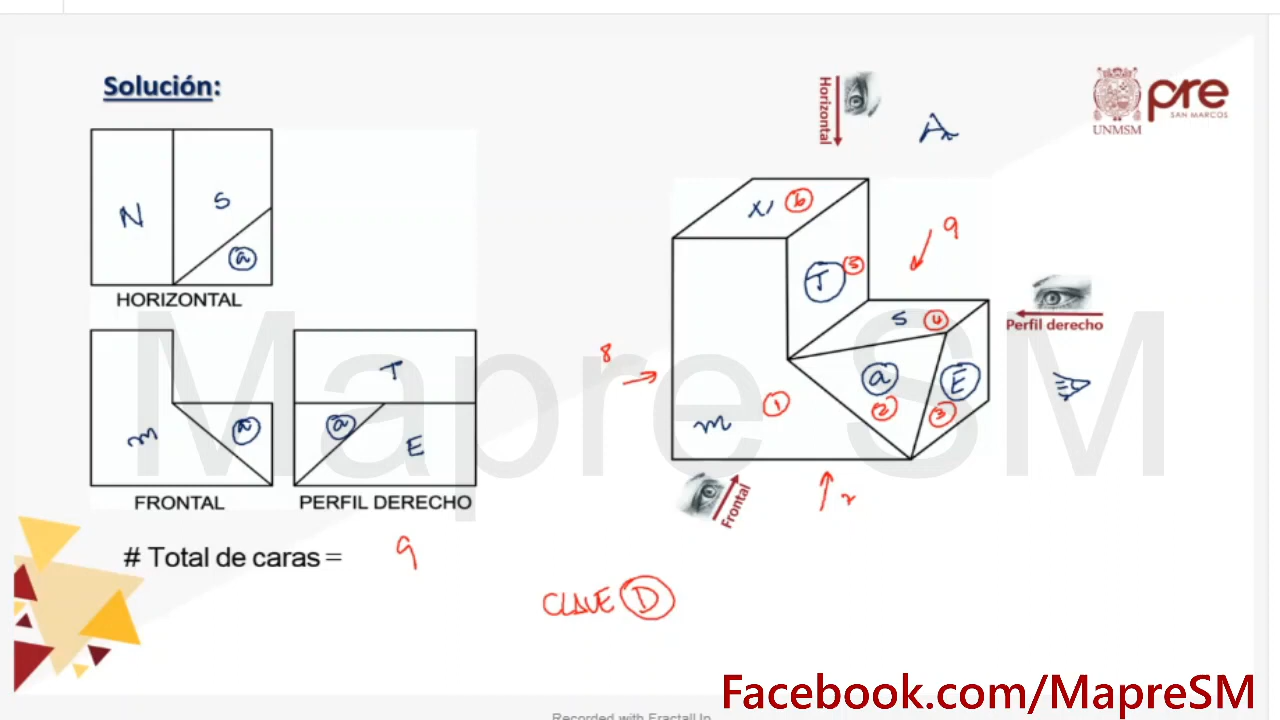 Solución:
Horizontal
A
UNMSM
pre
SAN MARCOS
N
S
a
HORIZONTAL
N 6
9
T 5
Perfil derecho
S 4
8
a
2
E
3
m 1
T
m
a
a
E
FRONTAL
PERFIL DERECHO
Frontal
Mapre SM
# Total de caras = 9
CLAVE D
Facebook.com/MapreSM